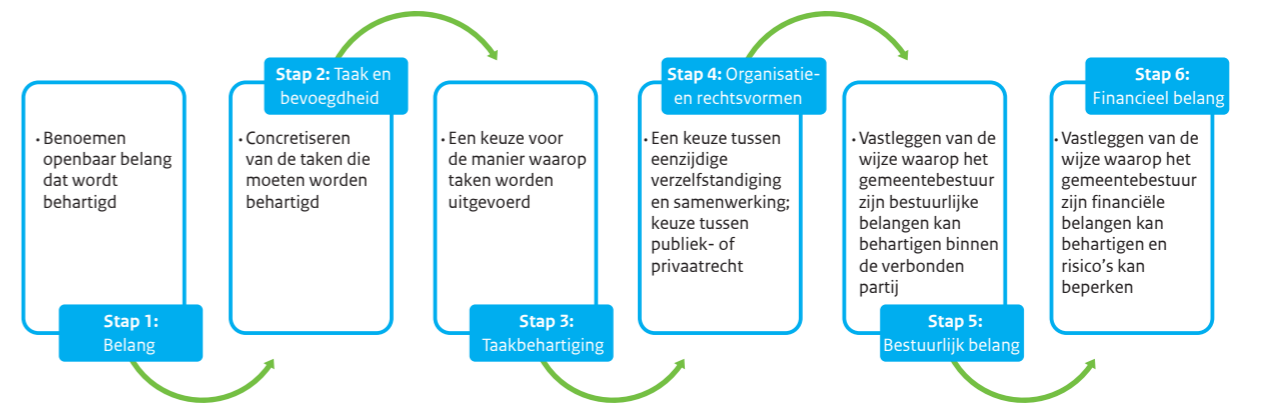 · Benoemen
openbaar belang
dat wordt
behartigd
Stap 1:
Belang
Stap 2: Taak en
bevoegdheid
· Concretiseren
van de taken die
moeten worden
behartigd
· Een keuze voor
de manier waarop
taken worden
uitgevoerd
Stap 3:
Taakbehartiging
Stap 4: Organisatie-
en rechtsvormen
· Een keuze tussen
eenzijdige
verzelfstandiging
en samenwerking;
keuze tussen
publiek- of
privaatrecht
· Vastleggen van de
wijze waarop het
gemeentebestuur
zijn bestuurlijke
belangen kan
behartigen binnen
de verbonden
partij
Stap 5:
Bestuurlijk belang
Stap 6:
Financieel belang
· Vastleggen van de
wijze waarop het
gemeentebestuur
zijn financiële
belangen kan
behartigen en
risico's kan
beperken